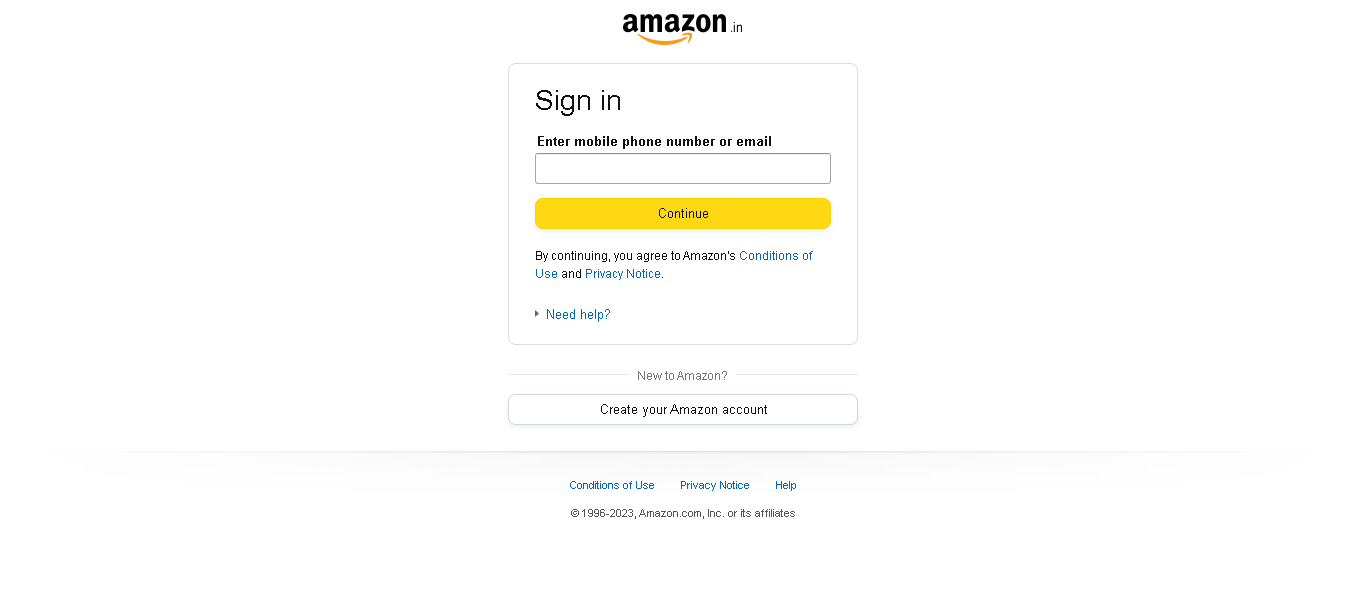 amazon.in
Sign in
Enter mobile phone number or email
Continue
By continuing, you agree to Amazon's Conditions of
Use and Privacy Notice.
Need help?
New to Amazon?
Create your Amazon account
Conditions of Use Privacy Notice Help
© 1996-2023, Amazon.com, Inc. or its affiliates